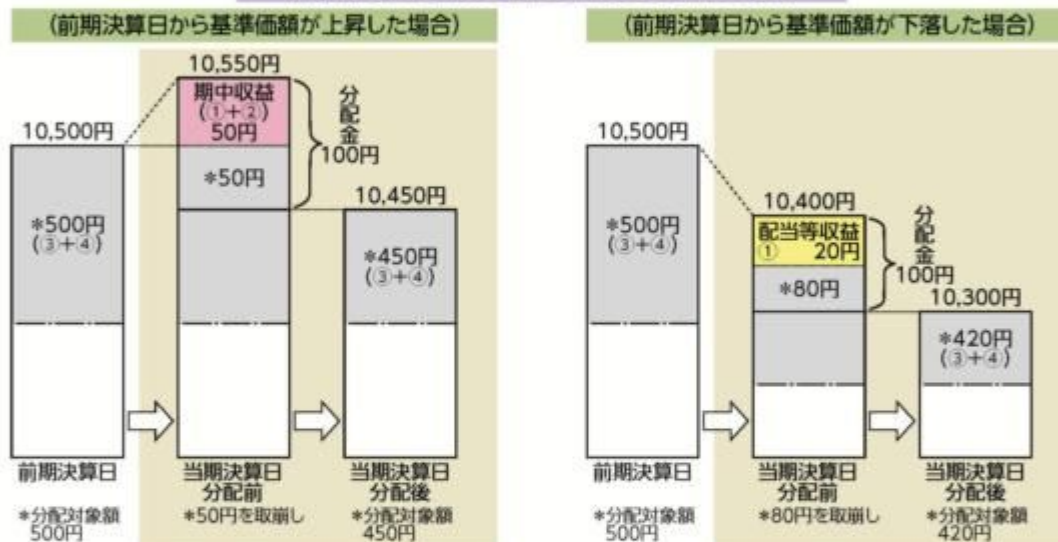 (前期決算日から基準価額が上昇した場合)
10,550円
期中収益
(①+②)
50円
分配金
100円
10,500円
*50円
10,450円
*500円
(③+④)
*450円
(③+④)
前期決算日
当期決算日
分配前
当期決算日
分配後
*分配対象額
500円
*50円を取崩し
*分配対象額
450円
(前期決算日から基準価額が下落した場合)
10,500円
10,400円
配当等収益
① 20円
分配金
100円
*80円
10,300円
*500円
(③+④)
*420円
(③+④)
前期決算日
当期決算日
分配前
当期決算日
分配後
*分配対象額
500円
*80円を取崩し
*分配対象額
420円